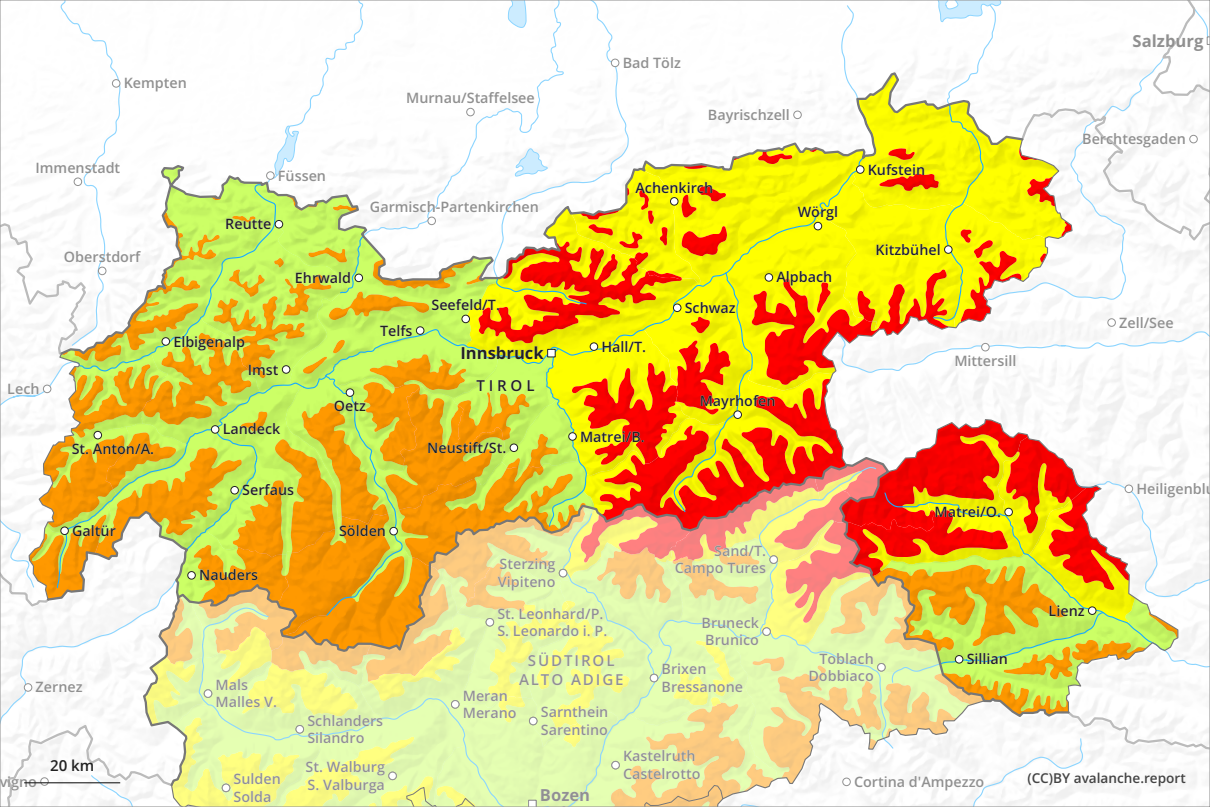 Salzburg
Bad Tölz
Kempten
Murnau/Staffelsee
Bayrischzell
Berchtesgaden
Immenstadt
Füssen
Kufstein
Achenkirch
Garmisch-Partenkirchen
Wörgl
Reutte
Oberstdorf
Kitzbühel
Ehrwald
Alpbach
Seefeld/T.
Schwaz
Zell/See
Telfs
Elbigenalp
Innsbruck
Hall/T.
Mittersill
Imst
TIROL
Lech
Mayrhofen
Oetz
Landeck
Matrei/B.
St. Anton/A.
Neustift/St.
Serfaus
Heiligenblu
Matrei/O.
Galtür
Sölden
Sand/T.
Campo Tures
Sterzing
Vipiteno
Nauders
Lienz
St. Leonhard/P.
S. Leonardo i. P.
Bruneck
Brunico
SÜDTIROL
ALTO ADIGE
Sillian
Toblach
Dobbiaco
Brixen
Bressanone
Zernez
Mals
Malles V.
Meran
Merano
Sarnthein
Sarentino
Schlanders
Silandro
Kastelruth
Castelrotto
20 km
St. Walburg
S. Valburga
vigno
Sulden
Solda
Cortina d'Ampezzo
(CC)BY avalanche.report
Bozen